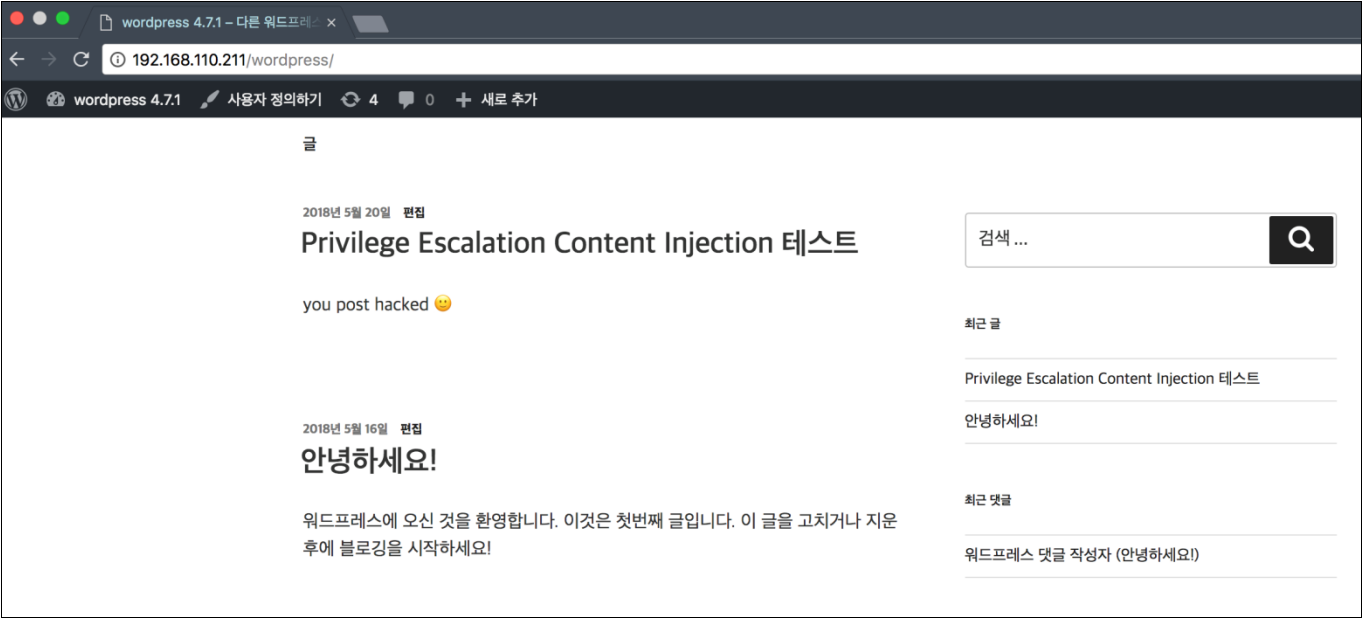 wordpress 4.7.1 – 다른 워드프레스
192.168.110.211/wordpress/
wordpress 4.7.1 사용자 정의하기 4 0 새로 추가
글
2018년 5월 20일 편집
Privilege Escalation Content Injection 테스트
you post hacked 🙂
2018년 5월 16일 편집
안녕하세요!
워드프레스에 오신 것을 환영합니다. 이것은 첫번째 글입니다. 이 글을 고치거나 지운
후에 블로깅을 시작하세요!
검색 ...
최근 글
Privilege Escalation Content Injection 테스트
안녕하세요!
최근 댓글
워드프레스 댓글 작성자 (안녕하세요!)